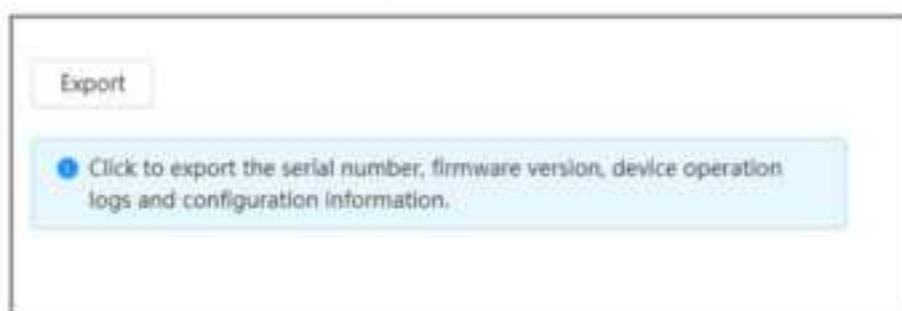 Export
Click to export the serial number, firmware version, device operation
logs and configuration information.